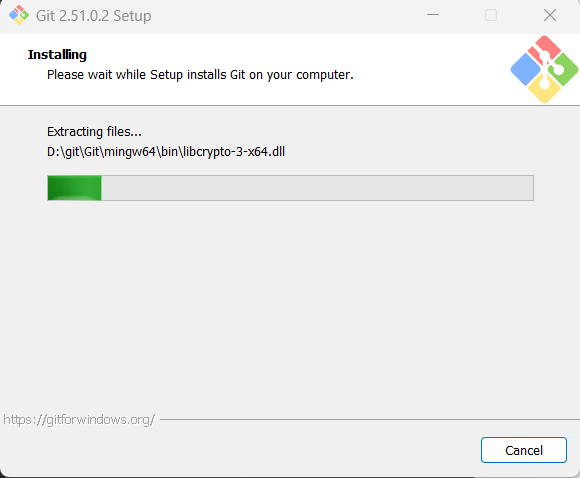 Git 2.51.0.2 Setup
Installing
Please wait while Setup installs Git on your computer.
Extracting files...
D:\git\Git\mingw64\bin\libcrypto-3-x64.dll
https://gitforwindows.org/
Cancel